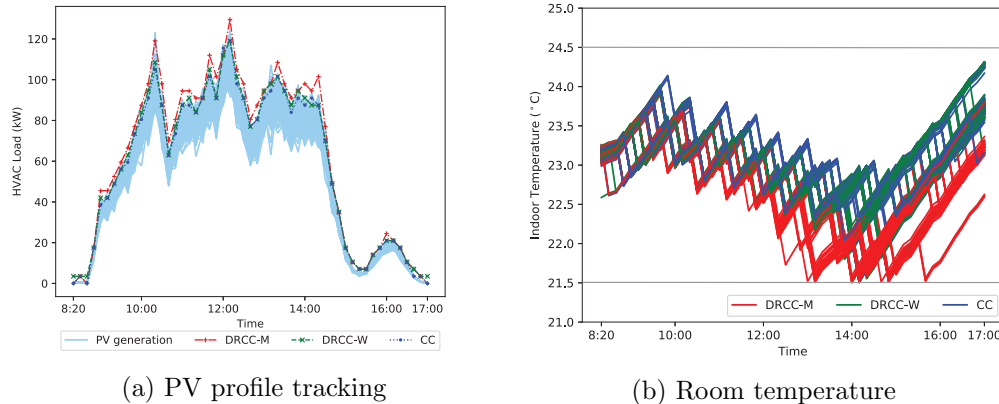 HVAC Load (kW)
120
100
80
60
40
20
0
8:20 10:00 12:00 14:00 16:00 17:00
Time
PV generation DRCC-M DRCC-W CC
(a) PV profile tracking
Indoor Temperature (°C)
25.0
24.5
24.0
23.5
23.0
22.5
22.0
21.5
21.0
DRCC-M DRCC-W CC
8:20 10:00 12:00 14:00 16:00 17:00
Time
(b) Room temperature